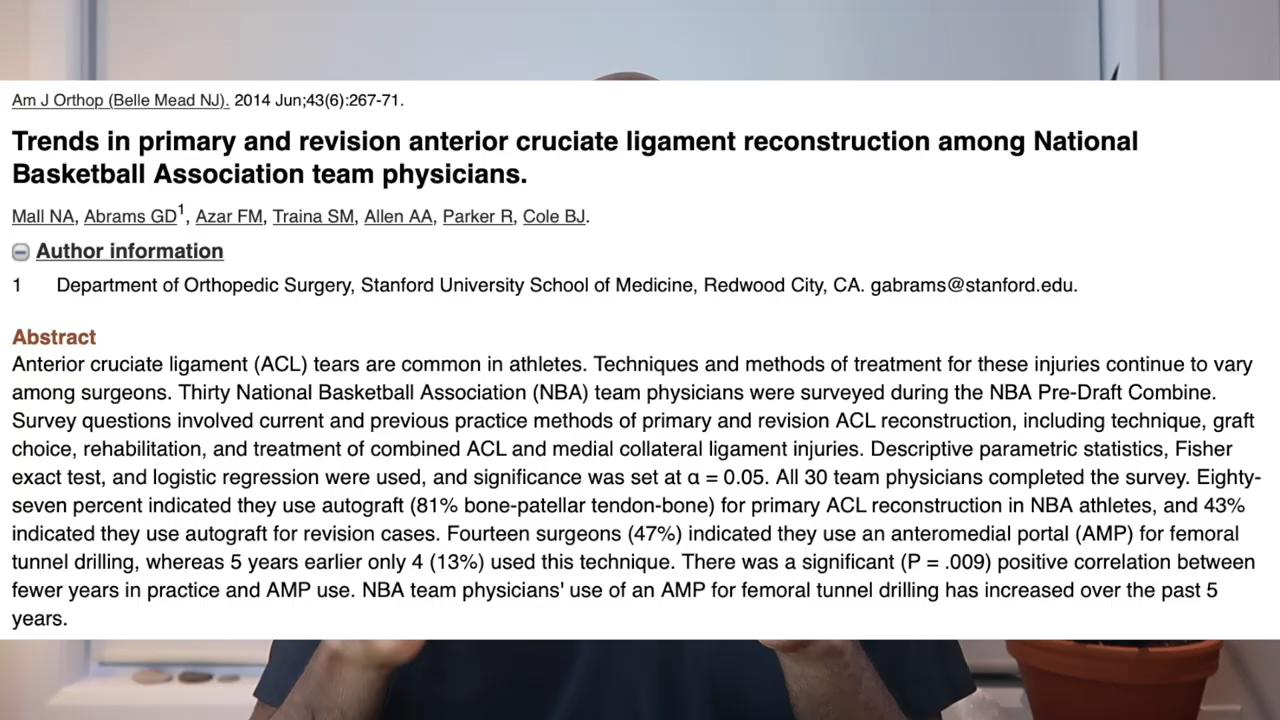 Am J Orthop (Belle Mead NJ). 2014 Jun;43(6):267-71.
Trends in primary and revision anterior cruciate ligament reconstruction among National
Basketball Association team physicians.
Mall NA, Abrams GD1, Azar FM, Traina SM, Allen AA, Parker R, Cole BJ.
Author information
1 Department of Orthopedic Surgery, Stanford University School of Medicine, Redwood City, CA. gabrams@stanford.edu.
Abstract
Anterior cruciate ligament (ACL) tears are common in athletes. Techniques and methods of treatment for these injuries continue to vary
among surgeons. Thirty National Basketball Association (NBA) team physicians were surveyed during the NBA Pre-Draft Combine.
Survey questions involved current and previous practice methods of primary and revision ACL reconstruction, including technique, graft
choice, rehabilitation, and treatment of combined ACL and medial collateral ligament injuries. Descriptive parametric statistics, Fisher
exact test, and logistic regression were used, and significance was set at α = 0.05. All 30 team physicians completed the survey. Eighty-
seven percent indicated they use autograft (81% bone-patellar tendon-bone) for primary ACL reconstruction in NBA athletes, and 43%
indicated they use autograft for revision cases. Fourteen surgeons (47%) indicated they use an anteromedial portal (AMP) for femoral
tunnel drilling, whereas 5 years earlier only 4 (13%) used this technique. There was a significant (P = .009) positive correlation between
fewer years in practice and AMP use. NBA team physicians' use of an AMP for femoral tunnel drilling has increased over the past 5
years.